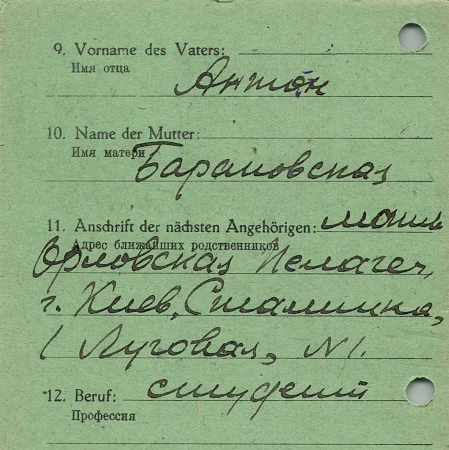 9. Vorname des Vaters:
Имя отца
Антон
10. Name der Mutter:
Имя матери
Барановская
11. Anschrift der nächsten Angehörigen: мать
Адрес ближайших родственников
Орловская Пелагея,
г. Киев, Сталинка,
1 Луговая, N1.
12. Beruf: студент
Профессия